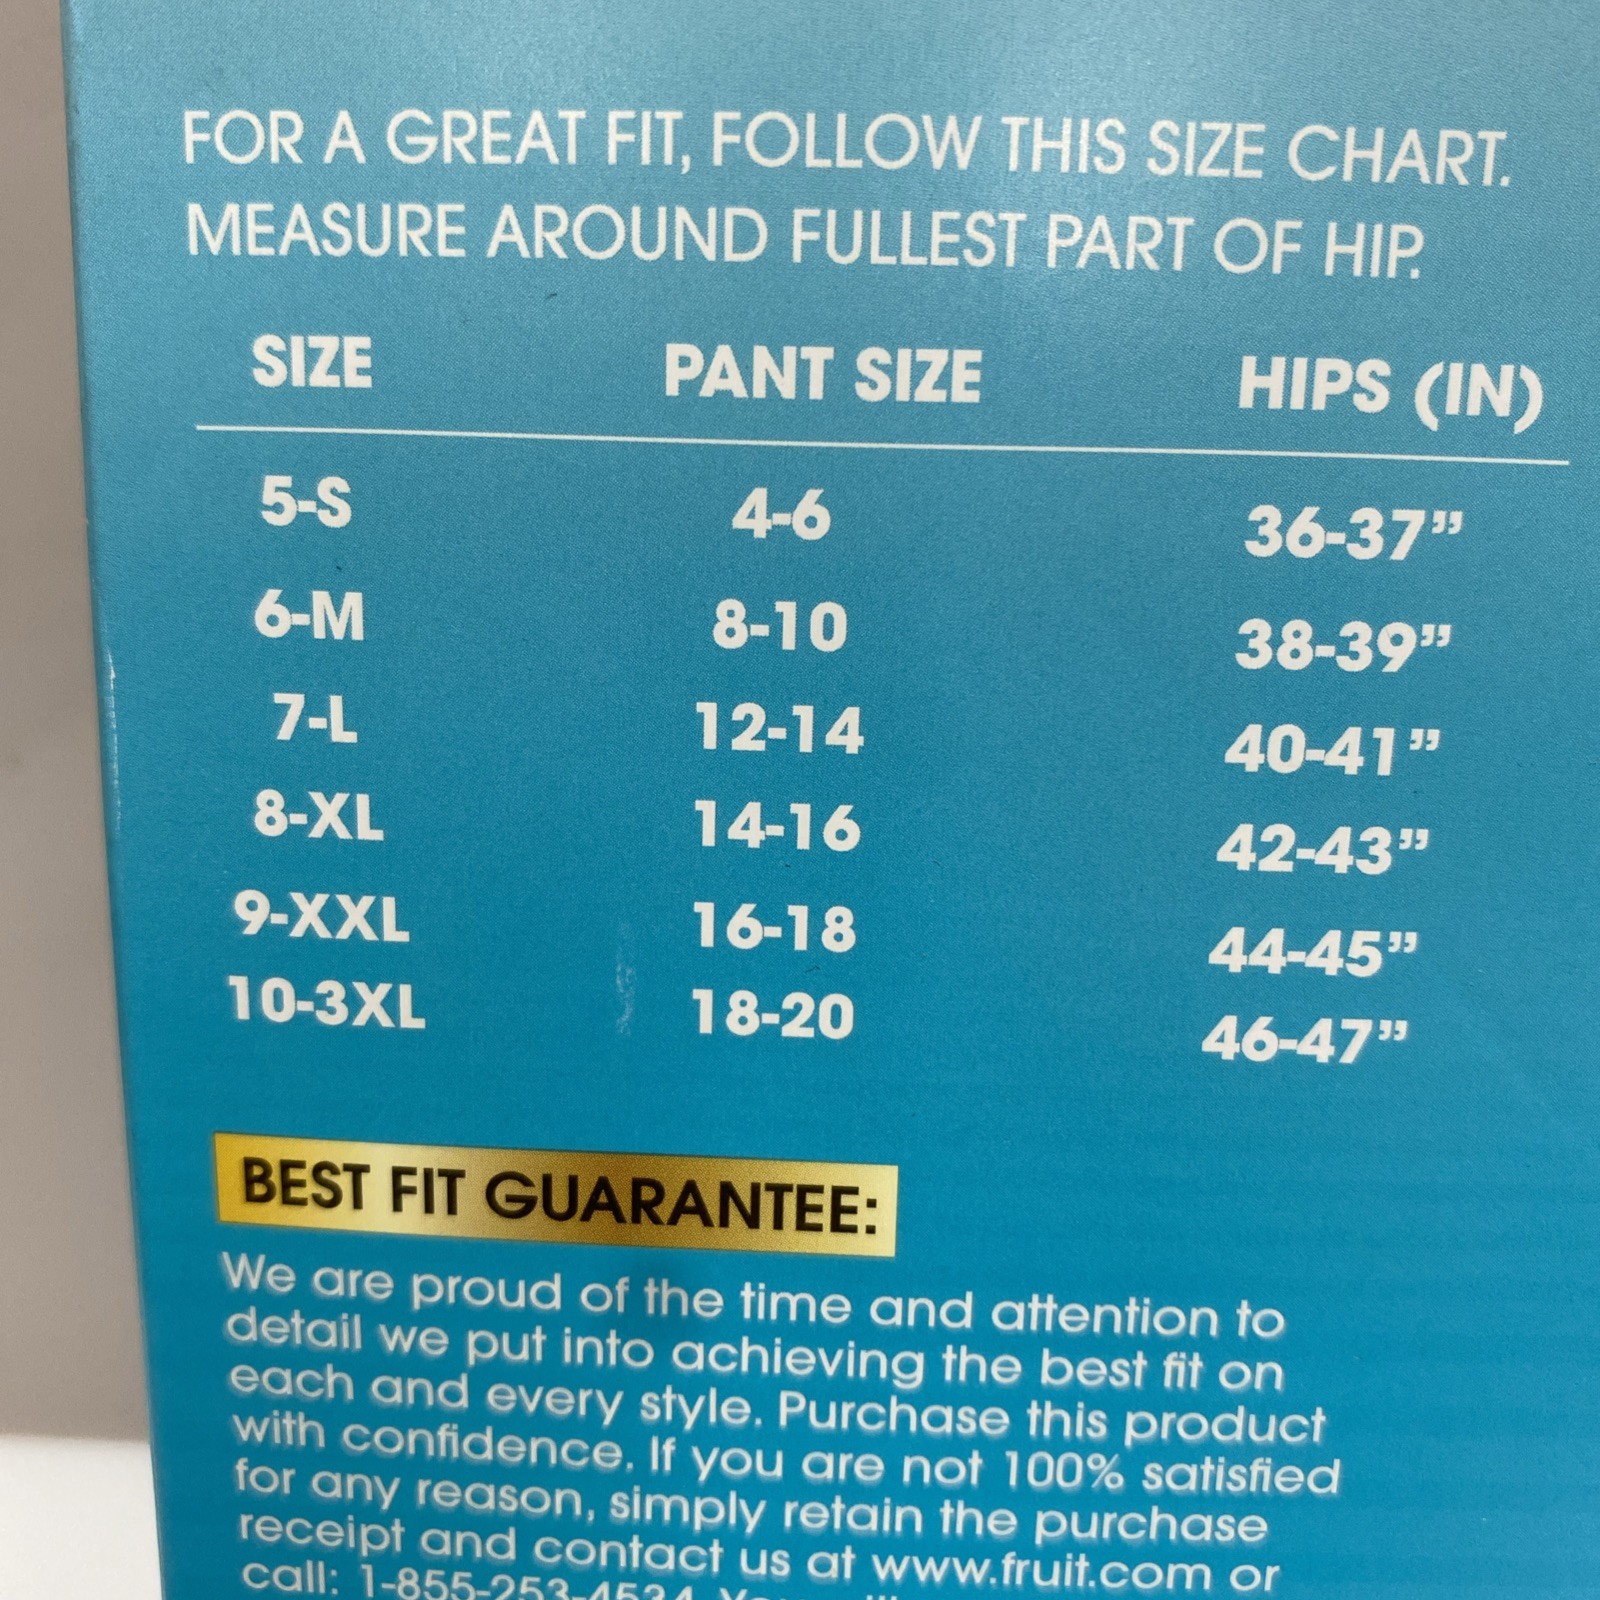 FOR A GREAT FIT, FOLLOW THIS SIZE CHART.
MEASURE AROUND FULLEST PART OF HIP.
SIZE PANT SIZE HIPS (IN)
5-S 4-6 36-37”
6-M 8-10 38-39”
7-L 12-14 40-41”
8-XL 14-16 42-43”
9-XXL 16-18 44-45”
10-3XL 18-20 46-47”
BEST FIT GUARANTEE:
We are proud of the time and attention to
detail we put into achieving the best fit on
each and every style. Purchase this product
with confidence. If you are not 100% satisfied
for any reason, simply retain the purchase
receipt and contact us at www.fruit.com or
call: 1-855-253-4534.